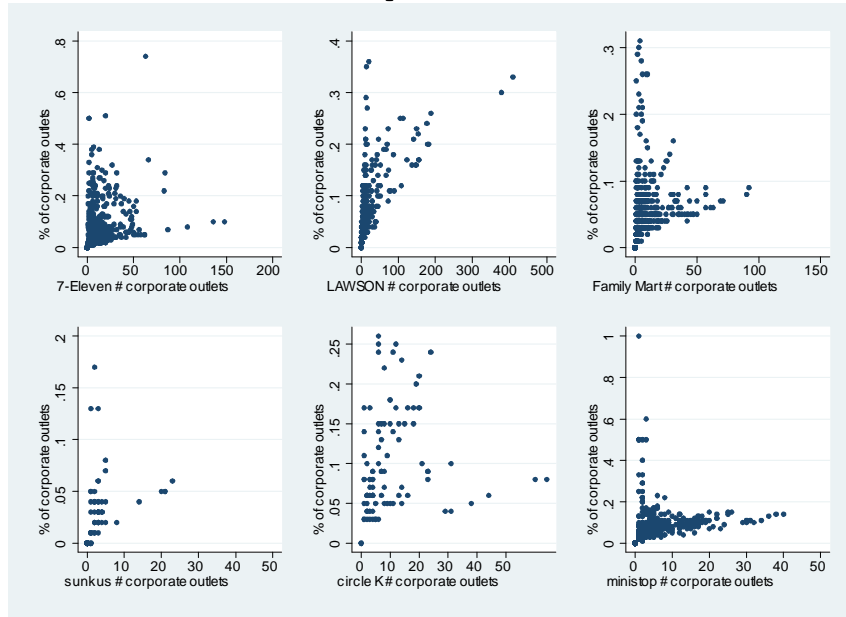 % of corporate outlets
0 .2 .4 .6 .8
0 50 100 150 200
7-Eleven # corporate outlets
% of corporate outlets
0 .1 .2 .3 .4
0 100 200 300 400 500
LAWSON # corporate outlets
% of corporate outlets
0 .1 .2 .3
0 50 100 150
Family Mart # corporate outlets
% of corporate outlets
0 .05 .1 .15 .2
0 10 20 30 40 50
sunkus # corporate outlets
% of corporate outlets
0 .05 .1 .15 .2 .25
0 10 20 30 40 50
circle K# corporate outlets
% of corporate outlets
0 .2 .4 .6 .8 1
0 10 20 30 40 50
ministop # corporate outlets